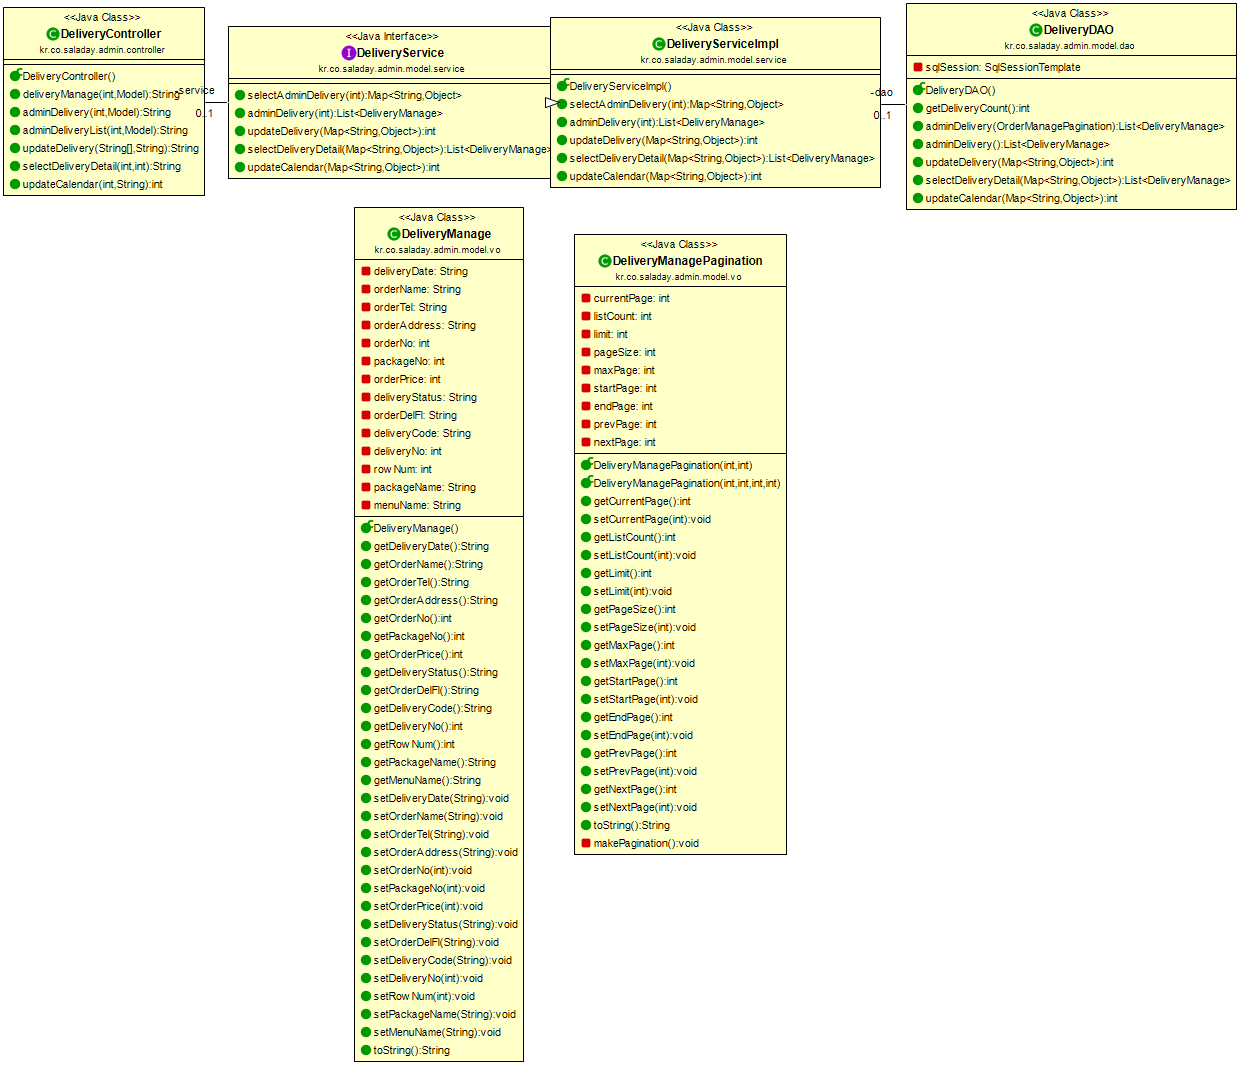 <<Java Class>>
DeliveryController
kr.co.saladay.admin.controller
DeliveryController()
deliveryManage(int,Model):String
adminDelivery(int,Model):String
adminDeliveryList(int,Model):String
updateDelivery(String[],String):String
selectDeliveryDetail(int,int):String
updateCalendar(int,String):int
-service
0..1
<<Java Interface>>
DeliveryService
kr.co.saladay.admin.model.service
selectAdminDelivery(int):Map<String,Object>
adminDelivery(int):List<DeliveryManage>
updateDelivery(Map<String,Object>):int
selectDeliveryDetail(Map<String,Object>):List<DeliveryManage>
updateCalendar(Map<String,Object>):int
<<Java Class>>
DeliveryServiceImpl
kr.co.saladay.admin.model.service
DeliveryServiceImpl()
selectAdminDelivery(int):Map<String,Object>
adminDelivery(int):List<DeliveryManage>
updateDelivery(Map<String,Object>):int
selectDeliveryDetail(Map<String,Object>):List<DeliveryManage>
updateCalendar(Map<String,Object>):int
-dao
0..1
<<Java Class>>
DeliveryDAO
kr.co.saladay.admin.model.dao
sqlSession: SqlSessionTemplate
DeliveryDAO()
getDeliveryCount():int
adminDelivery(OrderManagePagination):List<DeliveryManage>
adminDelivery():List<DeliveryManage>
updateDelivery(Map<String,Object>):int
selectDeliveryDetail(Map<String,Object>):List<DeliveryManage>
updateCalendar(Map<String,Object>):int
<<Java Class>>
DeliveryManage
kr.co.saladay.admin.model.vo
deliveryDate: String
orderName: String
orderTel: String
orderAddress: String
orderNo: int
packageNo: int
orderPrice: int
deliveryStatus: String
orderDelFl: String
deliveryCode: String
deliveryNo: int
rowNum: int
packageName: String
menuName: String
DeliveryManage()
getDeliveryDate():String
getOrderName():String
getOrderTel():String
getOrderAddress():String
getOrderNo():int
getPackageNo():int
getOrderPrice():int
getDeliveryStatus():String
getOrderDelFl():String
getDeliveryCode():String
getDeliveryNo():int
getRowNum():int
getPackageName():String
getMenuName():String
setDeliveryDate(String):void
setOrderName(String):void
setOrderTel(String):void
setOrderAddress(String):void
setOrderNo(int):void
setPackageNo(int):void
setOrderPrice(int):void
setDeliveryStatus(String):void
setOrderDelFl(String):void
setDeliveryCode(String):void
setDeliveryNo(int):void
setRowNum(int):void
setPackageName(String):void
setMenuName(String):void
toString():String
<<Java Class>>
DeliveryManagePagination
kr.co.saladay.admin.model.vo
currentPage: int
listCount: int
limit: int
pageSize: int
maxPage: int
startPage: int
endPage: int
prevPage: int
nextPage: int
DeliveryManagePagination(int,int)
DeliveryManagePagination(int,int,int,int)
getCurrentPage():int
setCurrentPage(int):void
getListCount():int
setListCount(int):void
getLimit():int
setLimit(int):void
getPageSize():int
setPageSize(int):void
getMaxPage():int
setMaxPage(int):void
getStartPage():int
setStartPage(int):void
getEndPage():int
setEndPage(int):void
getPrevPage():int
setPrevPage(int):void
getNextPage():int
setNextPage(int):void
toString():String
makePagination():void